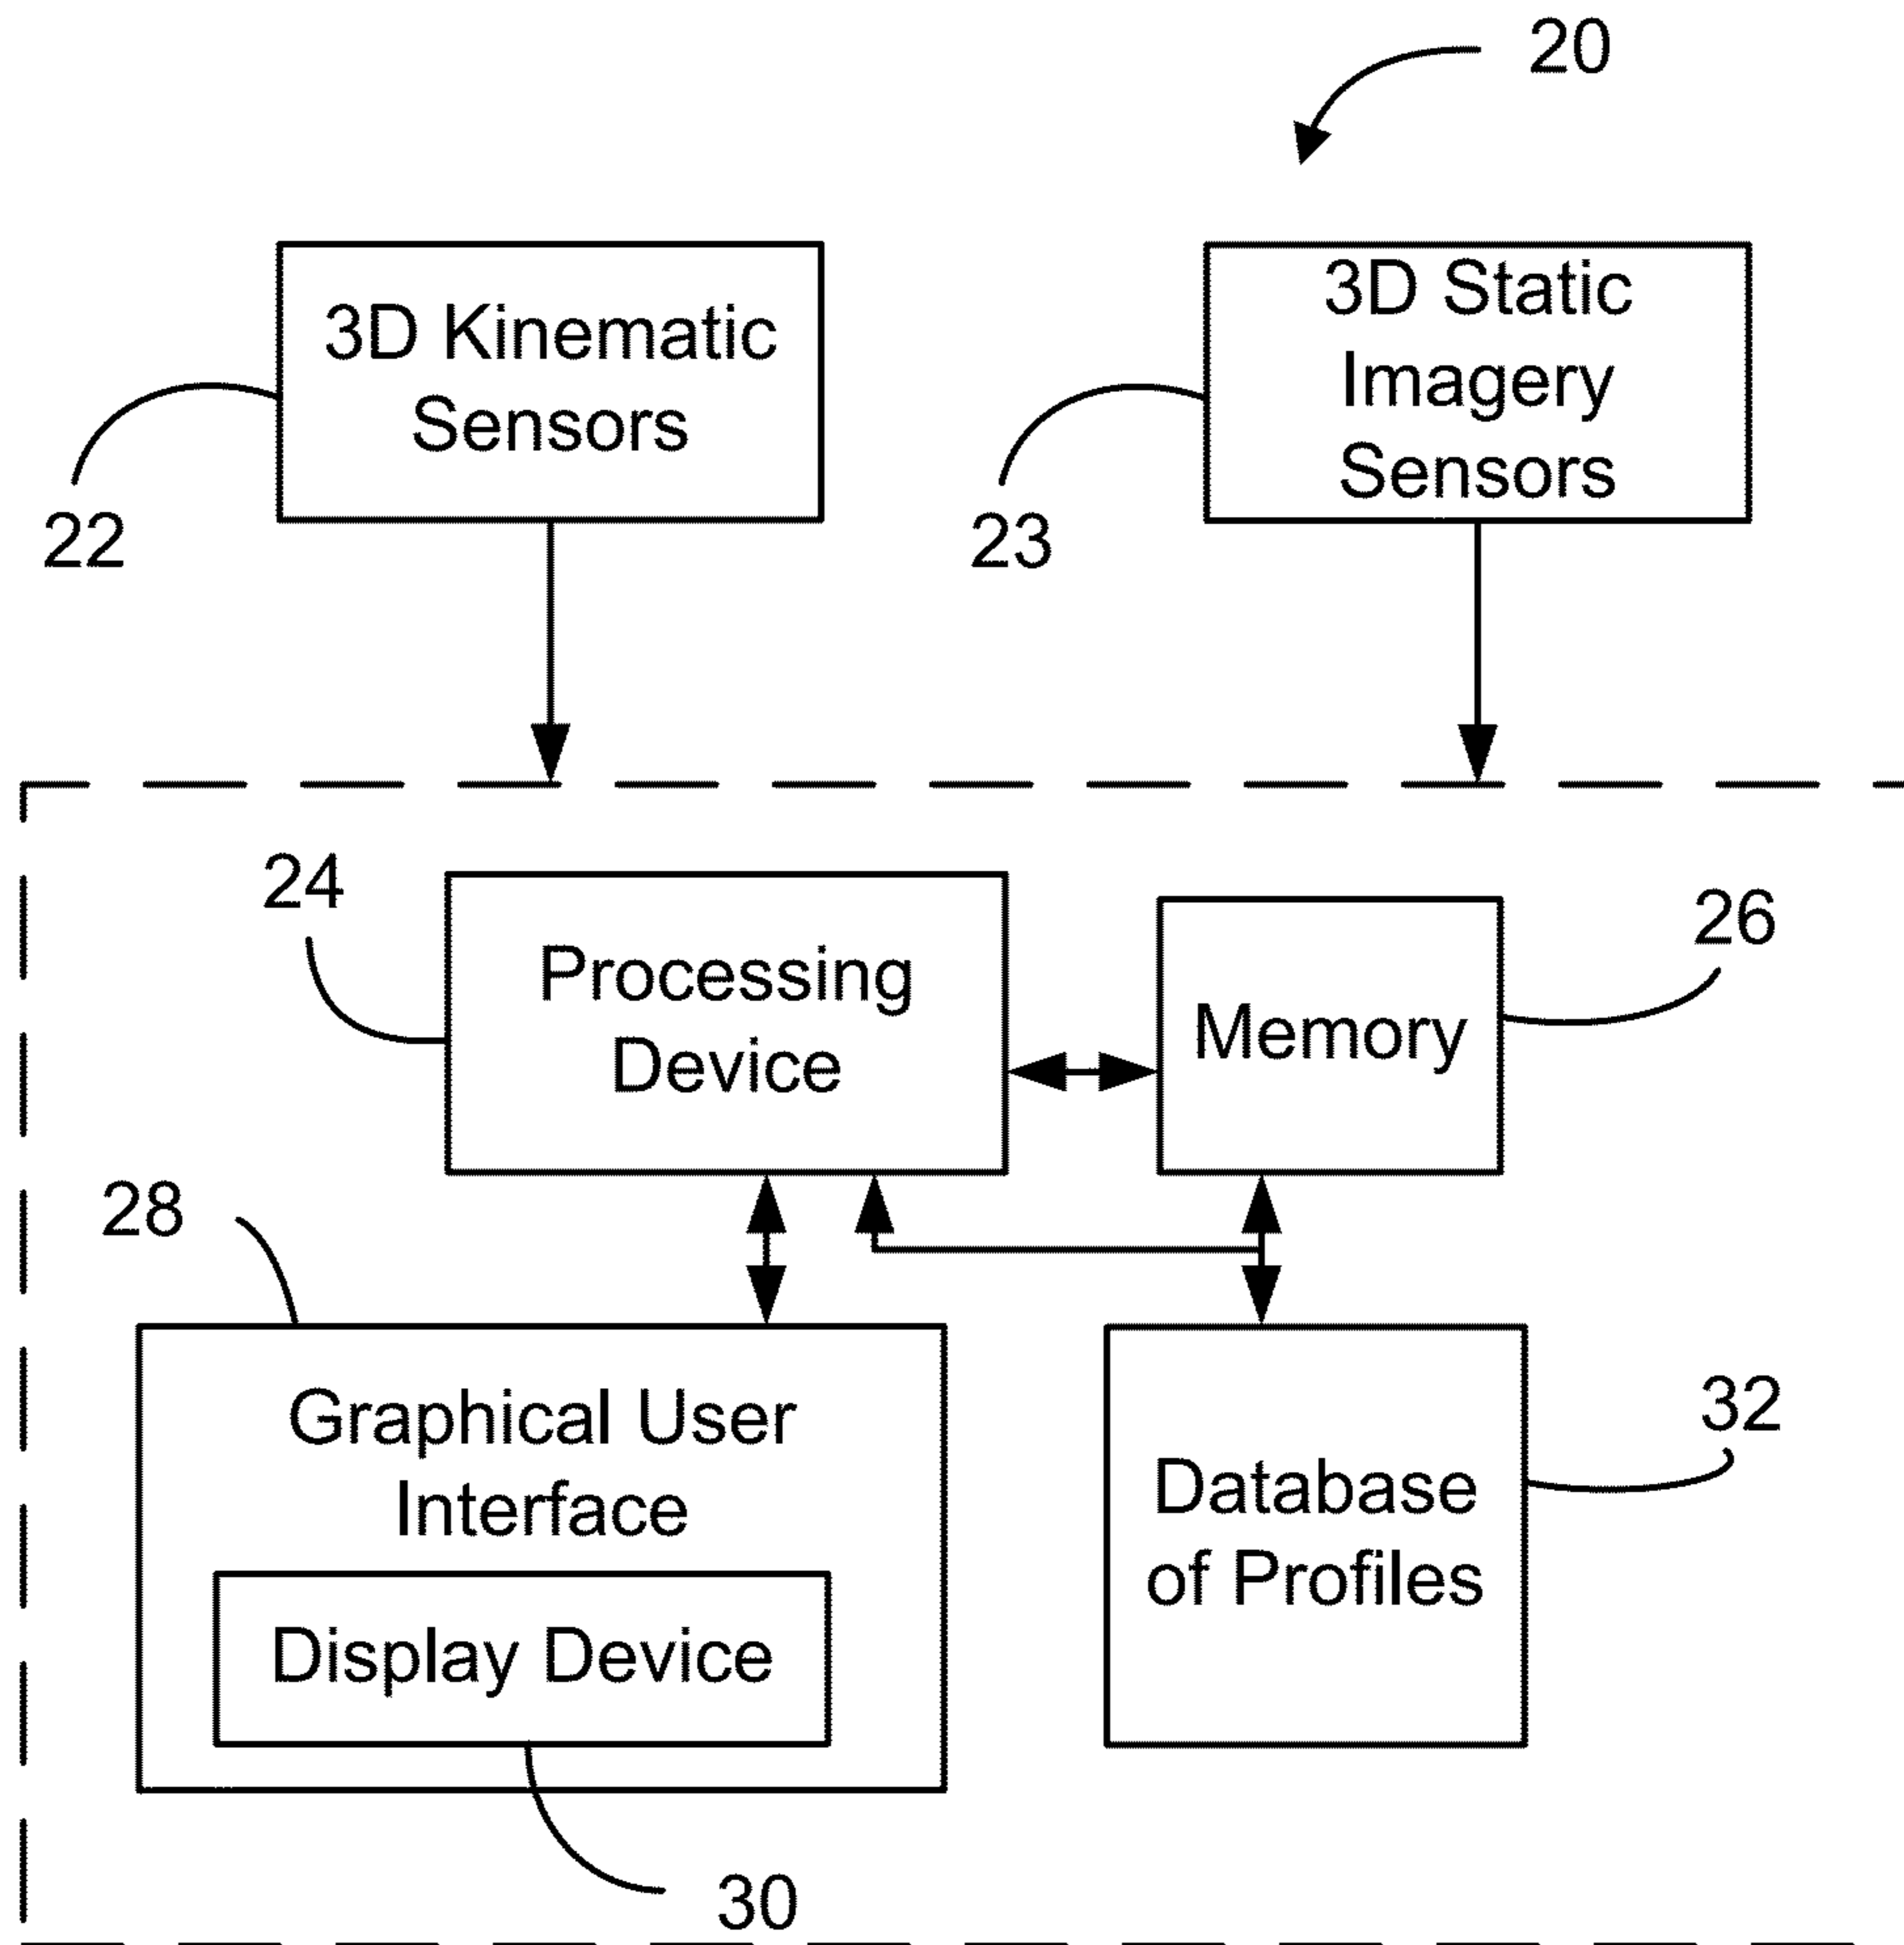 20
3D Kinematic
Sensors
3D Static
Imagery
Sensors
22
23
24
Processing
Device
Memory
26
28
Graphical User
Interface
Display Device
Database
of Profiles
32
30